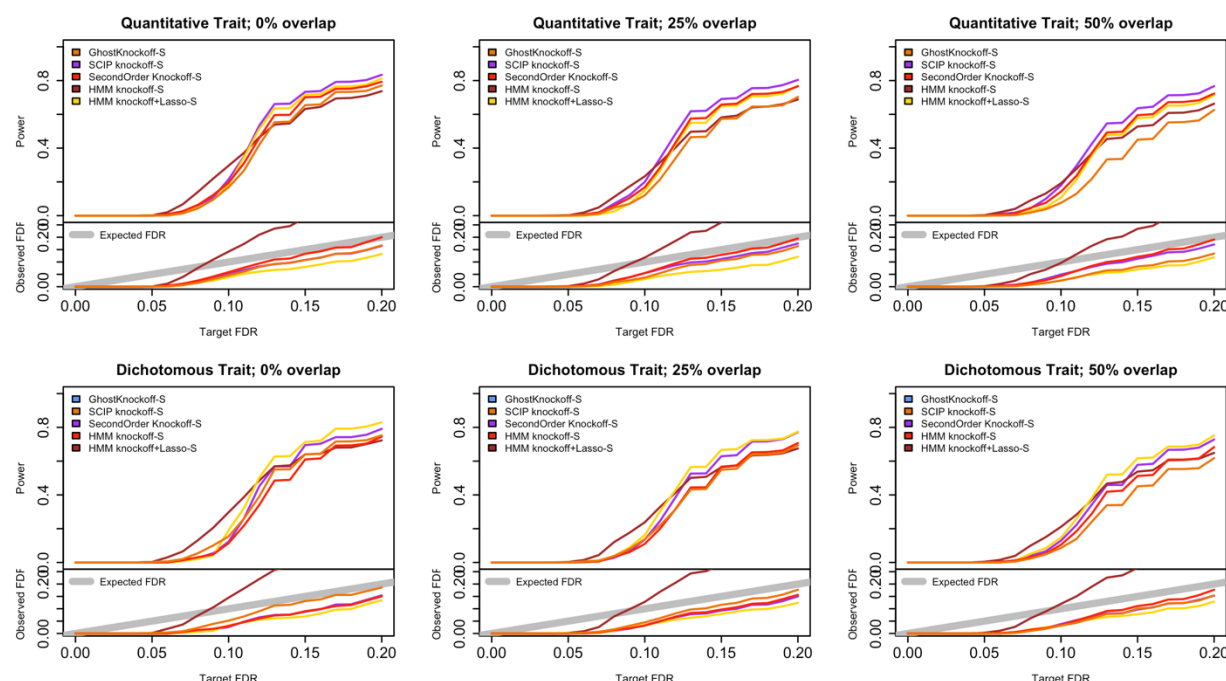 Quantitative Trait; 0% overlap
GhostKnockoff-S
SCIP knockoff-S
SecondOrder Knockoff-S
HMM knockoff-S
HMM knockoff+Lasso-S
Power
0.8
0.4
0.0
Expected FDR
Observed FDF
0.20
0.10
0.00
0.00 0.05 0.10 0.15 0.20
Target FDR
Quantitative Trait; 25% overlap
GhostKnockoff-S
SCIP knockoff-S
SecondOrder Knockoff-S
HMM knockoff-S
HMM knockoff+Lasso-S
Power
0.8
0.4
0.0
Expected FDR
Observed FDF
0.20
0.10
0.00
0.00 0.05 0.10 0.15 0.20
Target FDR
Quantitative Trait; 50% overlap
GhostKnockoff-S
SCIP knockoff-S
SecondOrder Knockoff-S
HMM knockoff-S
HMM knockoff+Lasso-S
Power
0.8
0.4
0.0
Expected FDR
Observed FDF
0.20
0.10
0.00
0.00 0.05 0.10 0.15 0.20
Target FDR
Dichotomous Trait; 0% overlap
GhostKnockoff-S
SCIP knockoff-S
SecondOrder Knockoff-S
HMM knockoff-S
HMM knockoff+Lasso-S
Power
0.8
0.4
0.0
Expected FDR
Observed FDF
0.20
0.10
0.00
0.00 0.05 0.10 0.15 0.20
Target FDR
Dichotomous Trait; 25% overlap
GhostKnockoff-S
SCIP knockoff-S
SecondOrder Knockoff-S
HMM knockoff-S
HMM knockoff+Lasso-S
Power
0.8
0.4
0.0
Expected FDR
Observed FDF
0.20
0.10
0.00
0.00 0.05 0.10 0.15 0.20
Target FDR
Dichotomous Trait; 50% overlap
GhostKnockoff-S
SCIP knockoff-S
SecondOrder Knockoff-S
HMM knockoff-S
HMM knockoff+Lasso-S
Power
0.8
0.4
0.0
Expected FDR
Observed FDF
0.20
0.10
0.00
0.00 0.05 0.10 0.15 0.20
Target FDR